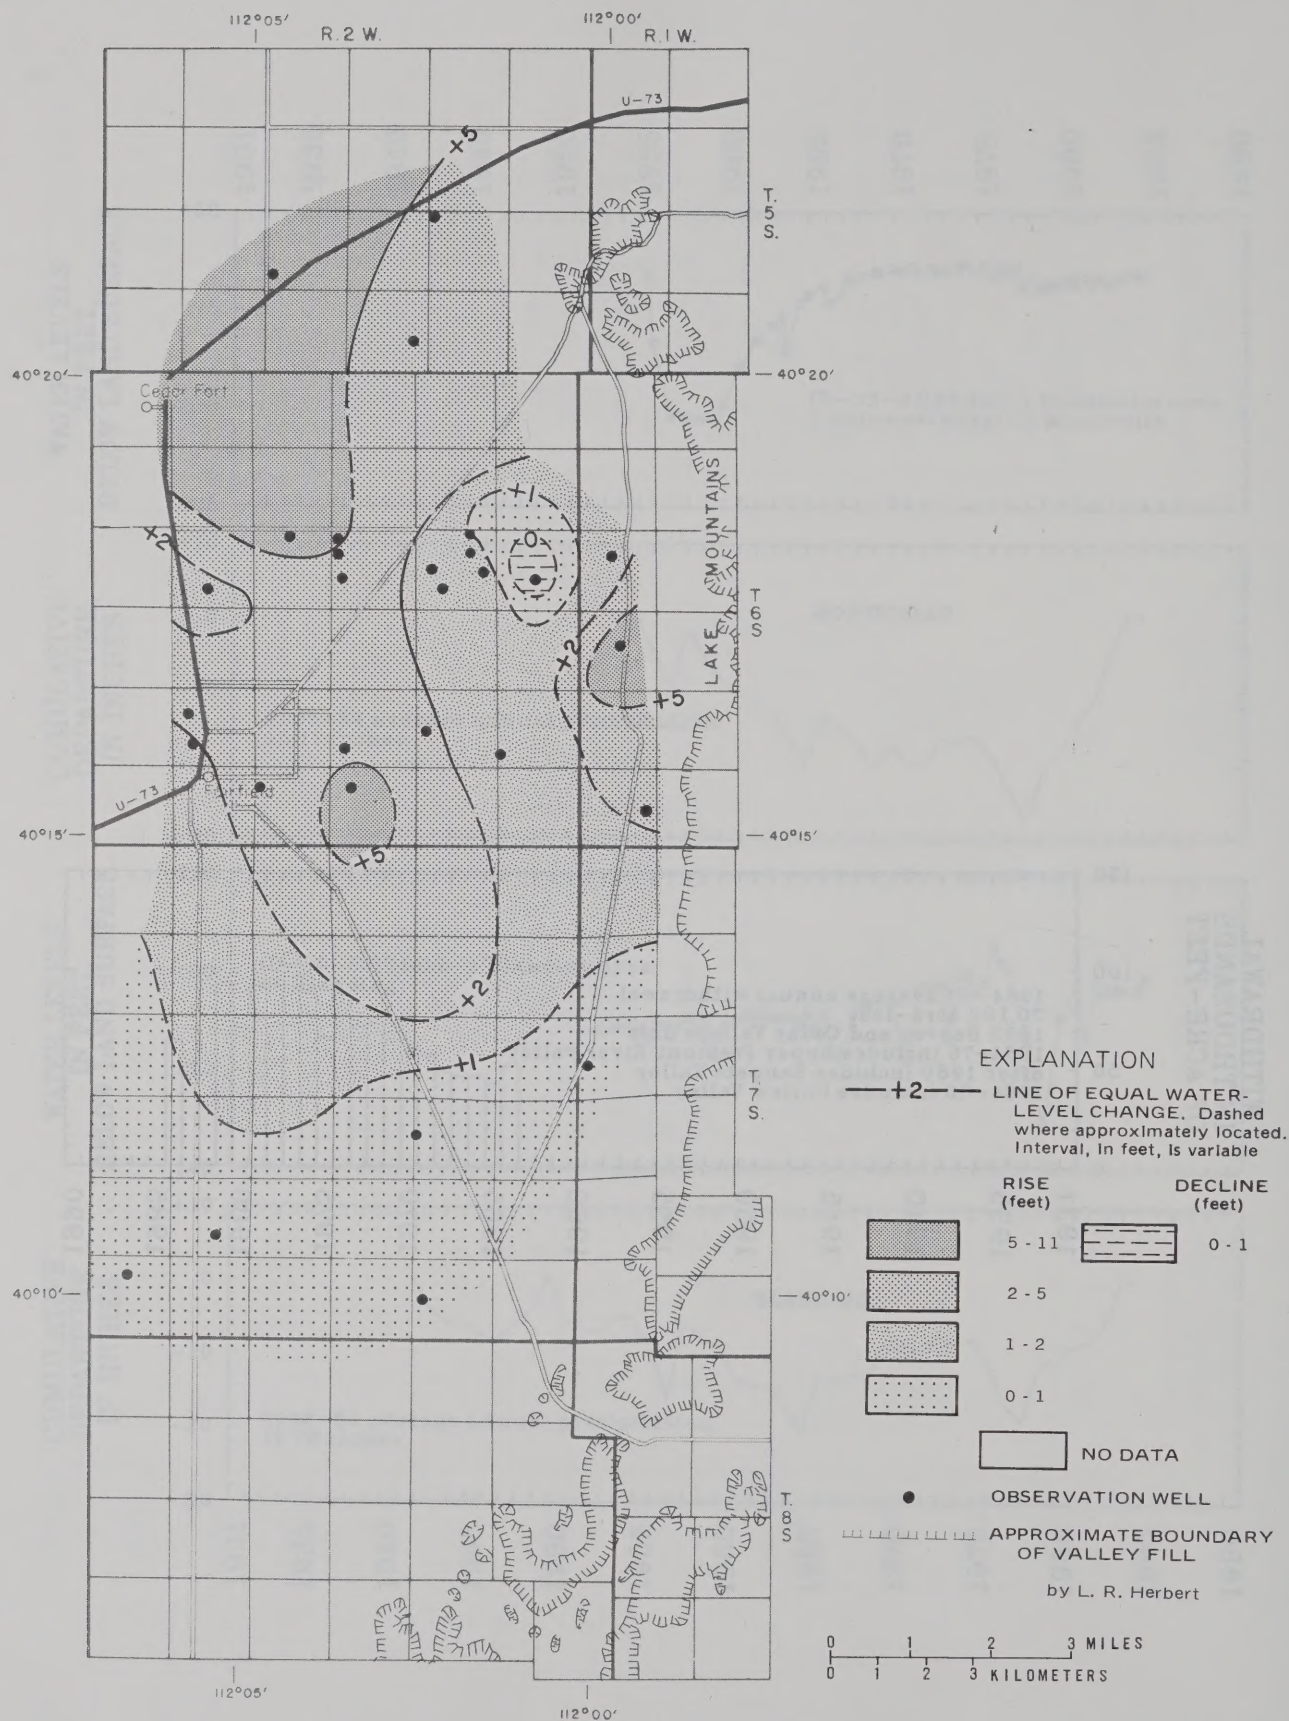 112°05'
112°00'
R. 2 W.
R. 1 W.
U-73
+5
T.
5
S.
40°20'
40°20'
Cedar Fort
+1
+2
0
LAKE MOUNTAINS
T
6
S
+2
+5
U-73
Fairfield
40°15'
40°15'
+5
+2
+1
T.
7
S.
40°10'
40°10'
T.
8
S
112°05'
112°00'
EXPLANATION
+2 LINE OF EQUAL WATER-
LEVEL CHANGE. Dashed
where approximately located.
Interval, in feet, is variable
RISE
(feet)
DECLINE
(feet)
5 - 11
0 - 1
2 - 5
1 - 2
0 - 1
NO DATA
OBSERVATION WELL
APPROXIMATE BOUNDARY
OF VALLEY FILL
by L. R. Herbert
0 1 2 3 MILES
0 1 2 3 KILOMETERS